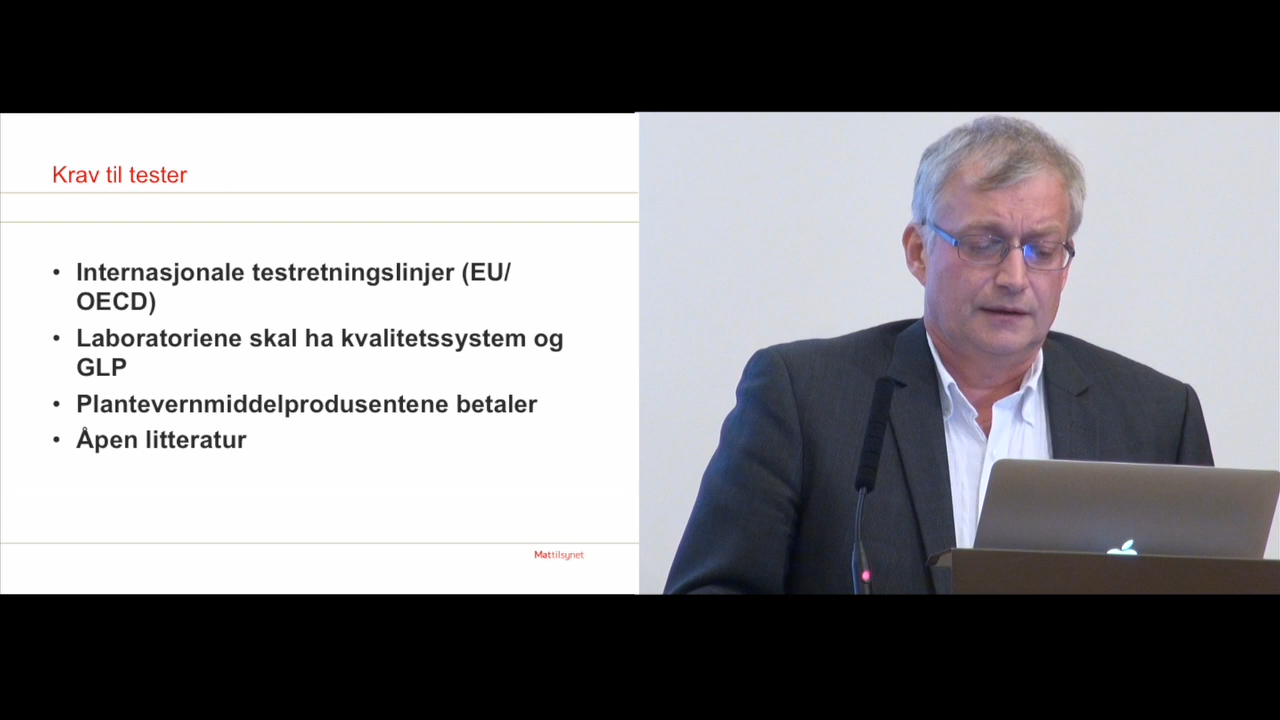 Krav til tester
• Internasjonale testretningslinjer (EU/
OECD)
• Laboratoriene skal ha kvalitetssystem og
GLP
• Plantevernmiddelprodusentene betaler
• Åpen litteratur
Mattilsynet